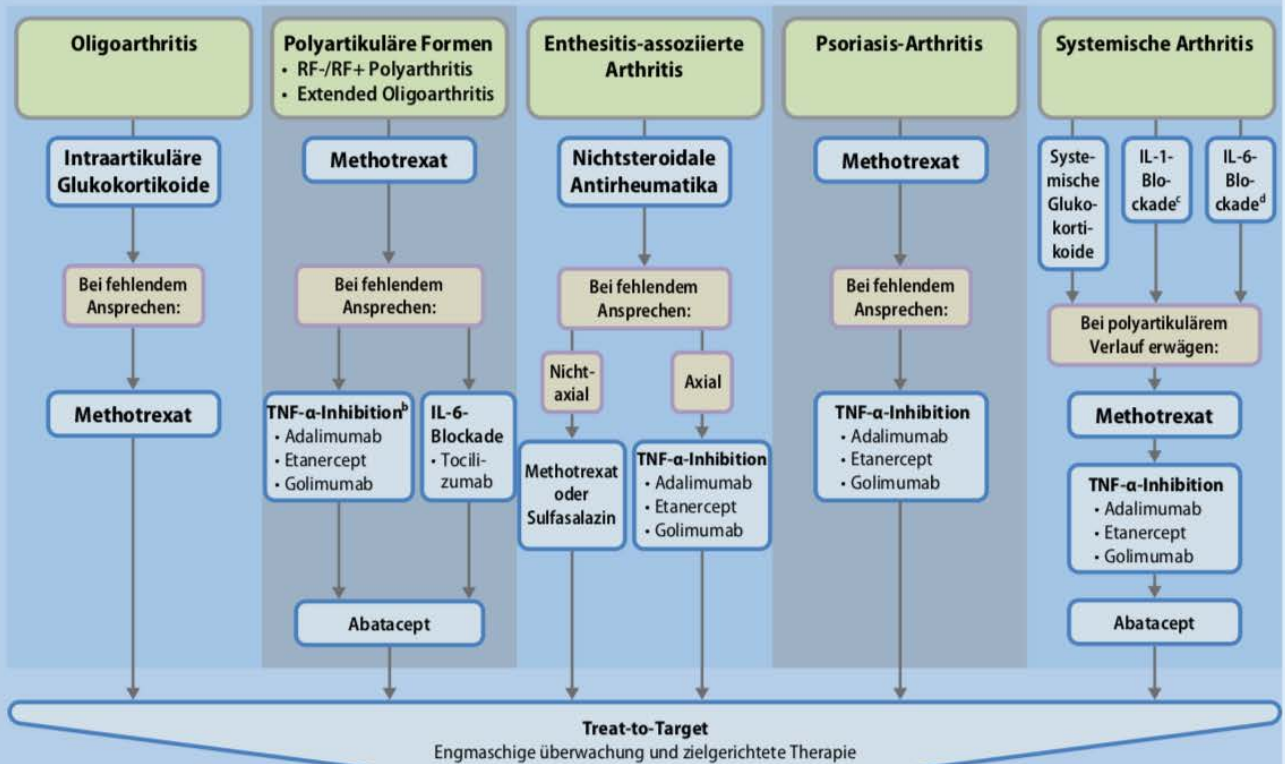 Oligoarthritis
Intraartikuläre
Glukokortikoide
Bei fehlendem
Ansprechen:
Methotrexat
Polyartikuläre Formen
• RF-/RF+ Polyarthritis
• Extended Oligoarthritis
Methotrexat
Bei fehlendem
Ansprechen:
TNF-α-Inhibitionᵇ
• Adalimumab
• Etanercept
• Golimumab
IL-6-
Blockade
• Tocili-
zumab
Abatacept
Enthesitis-assoziierte
Arthritis
Nichtsteroidale
Antirheumatika
Bei fehlendem
Ansprechen:
Nicht-
axial
Methotrexat
oder
Sulfasalazin
Axial
TNF-α-Inhibition
• Adalimumab
• Etanercept
• Golimumab
Psoriasis-Arthritis
Methotrexat
Bei fehlendem
Ansprechen:
TNF-α-Inhibition
• Adalimumab
• Etanercept
• Golimumab
Systemische Arthritis
Syste-
mische
Gluko-
korti-
koide
IL-1-
Blo-
ckadeᶜ
IL-6-
Blo-
ckadeᵈ
Bei polyartikulärem
Verlauf erwägen:
Methotrexat
TNF-α-Inhibition
• Adalimumab
• Etanercept
• Golimumab
Abatacept
Treat-to-Target
Engmaschige überwachung und zielgerichtete Therapie